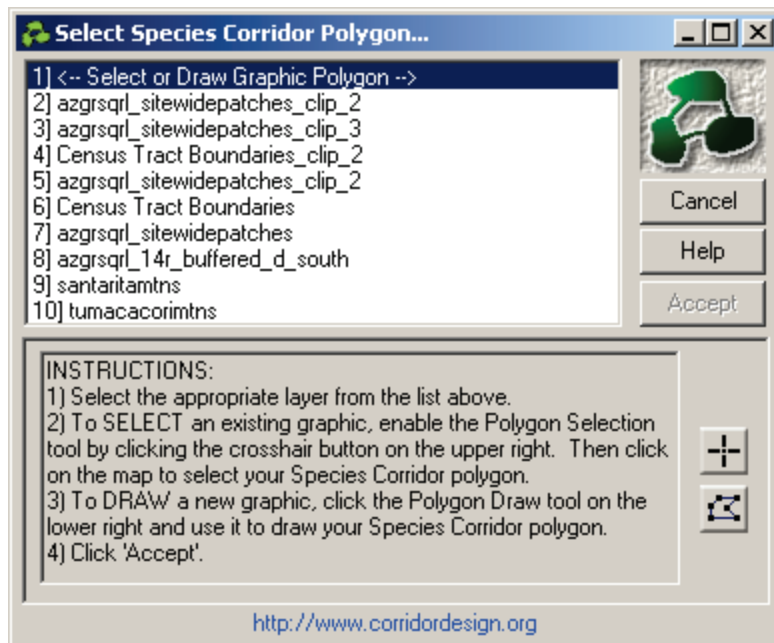 Select Species Corridor Polygon...
1] <-- Select or Draw Graphic Polygon -->
2] azgrsqrl_sitewidepatches_clip_2
3] azgrsqrl_sitewidepatches_clip_3
4] Census Tract Boundaries_clip_2
5] azgrsqrl_sitewidepatches_clip_2
6] Census Tract Boundaries
7] azgrsqrl_sitewidepatches
8] azgrsqrl_14r_buffered_d_south
9] santaritamtns
10] tumacacorimtns
Cancel
Help
Accept
INSTRUCTIONS:
1) Select the appropriate layer from the list above.
2) To SELECT an existing graphic, enable the Polygon Selection
tool by clicking the crosshair button on the upper right.  Then click
on the map to select your Species Corridor polygon.
3) To DRAW a new graphic, click the Polygon Draw tool on the
lower right and use it to draw your Species Corridor polygon.
4) Click 'Accept'.
http://www.corridordesign.org